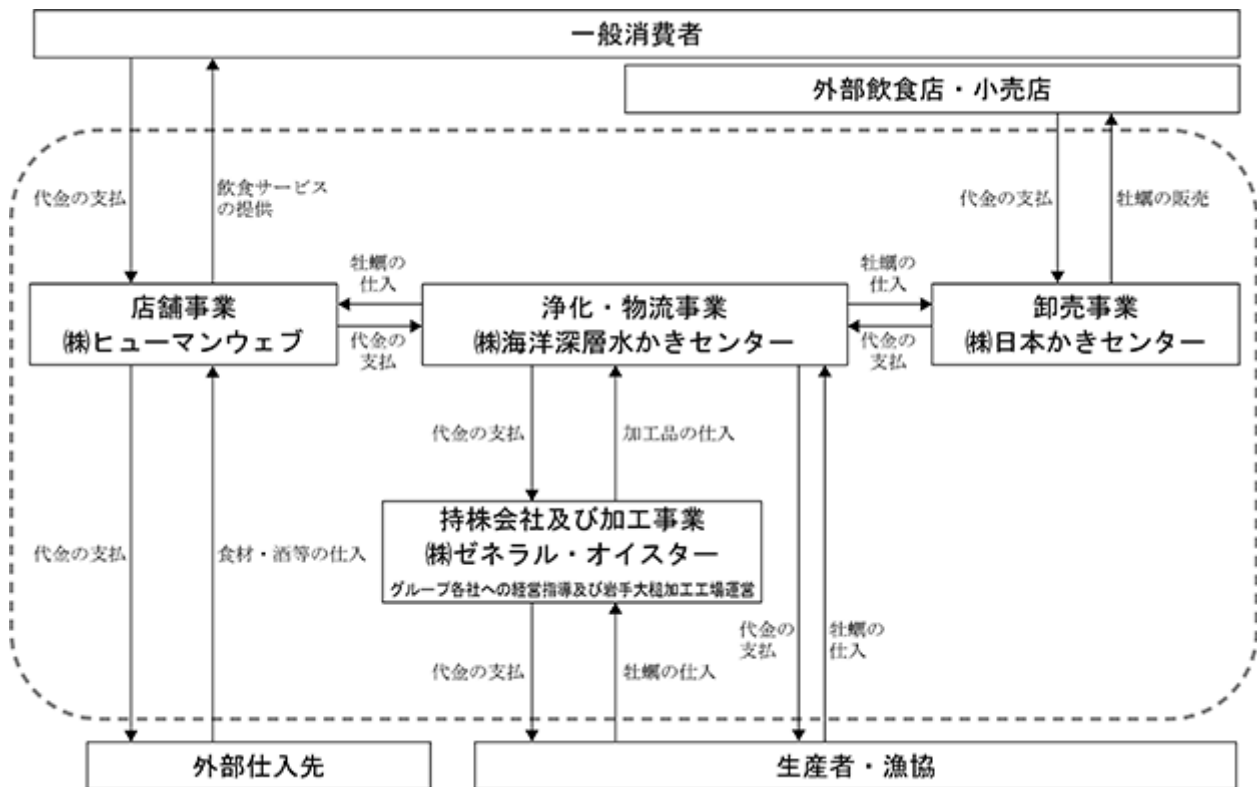 一般消費者
外部飲食店・小売店
代金の支払
飲食サービス
の提供
代金の支払
牡蠣の販売
牡蠣の
仕入
牡蠣の
仕入
店舗事業
㈱ヒューマンウェブ
浄化・物流事業
㈱海洋深層水かきセンター
卸売事業
㈱日本かきセンター
代金の
支払
代金の
支払
代金の支払
加工品の仕入
持株会社及び加工事業
㈱ゼネラル・オイスター
グループ各社への経営指導及び岩手大槌加工工場運営
代金の支払
食材・酒等の仕入
代金の支払
牡蠣の仕入
代金の
支払
牡蠣の
仕入
外部仕入先
生産者・漁協